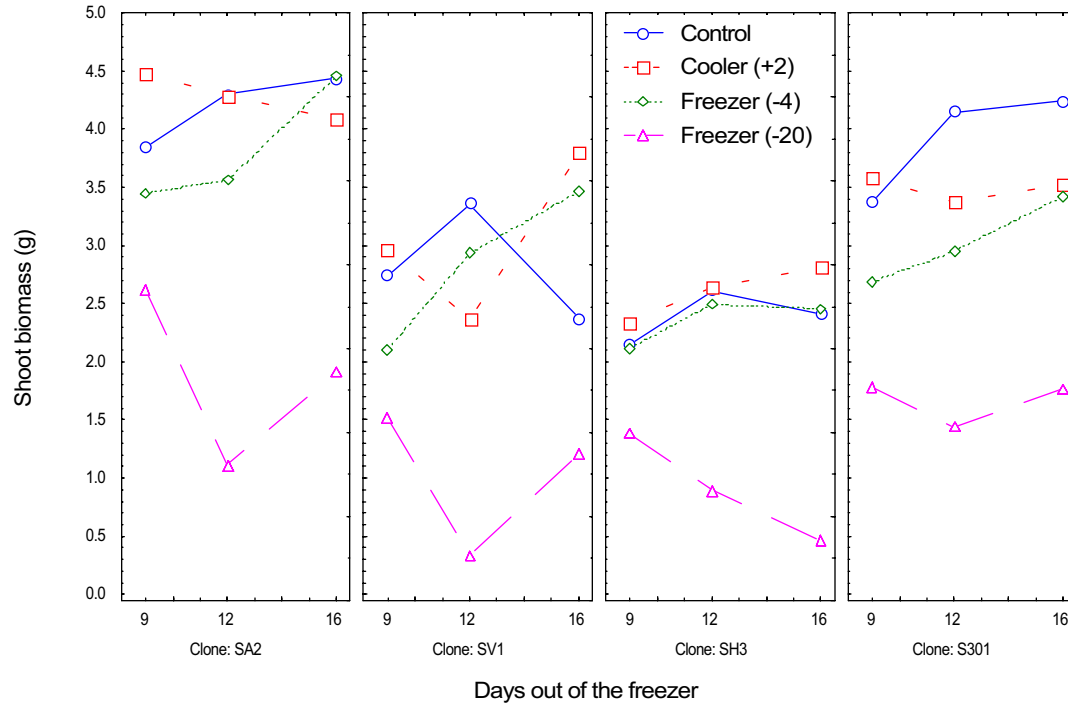 5.0
4.5
4.0
3.5
3.0
2.5
2.0
1.5
1.0
0.5
0.0
Shoot biomass (g)
Control
Cooler (+2)
Freezer (-4)
Freezer (-20)
9 12 16
Clone: SA2
9 12 16
Clone: SV1
9 12 16
Clone: SH3
9 12 16
Clone: S301
Days out of the freezer